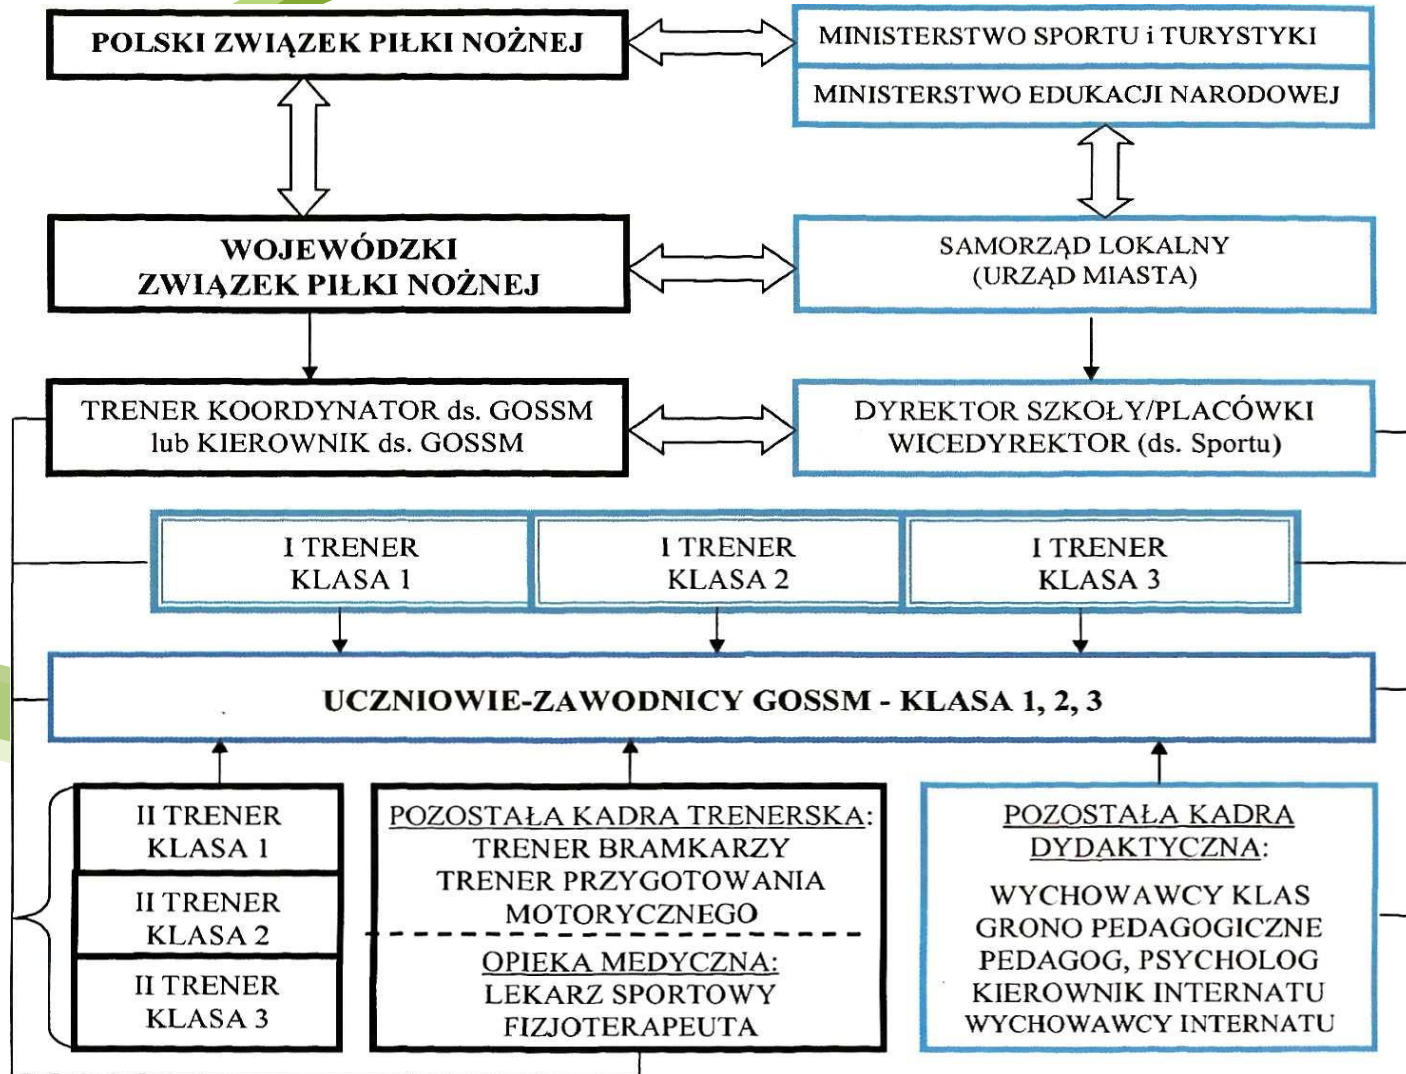 POLSKI ZWIĄZEK PIŁKI NOŻNEJ
MINISTERSTWO SPORTU i TURYSTYKI
MINISTERSTWO EDUKACJI NARODOWEJ
WOJEWÓDZKI
ZWIĄZEK PIŁKI NOŻNEJ
SAMORZĄD LOKALNY
(URZĄD MIASTA)
TRENER KOORDYNATOR ds. GOSSM
lub KIEROWNIK ds. GOSSM
DYREKTOR SZKOŁY/PLACÓWKI
WICEDYREKTOR (ds. Sportu)
I TRENER
KLASA 1
I TRENER
KLASA 2
I TRENER
KLASA 3
UCZNIOWIE-ZAWODNICY GOSSM - KLASA 1, 2, 3
II TRENER
KLASA 1
II TRENER
KLASA 2
II TRENER
KLASA 3
POZOSTAŁA KADRA TRENERSKA:
TRENER BRAMKARZY
TRENER PRZYGOTOWANIA
MOTORYCZNEGO
OPIEKA MEDYCZNA:
LEKARZ SPORTOWY
FIZJOTERAPEUTA
POZOSTAŁA KADRA
DYDAKTYCZNA:
WYCHOWAWCY KLAS
GRONO PEDAGOGICZNE
PEDAGOG, PSYCHOLOG
KIEROWNIK INTERNATU
WYCHOWAWCY INTERNATU